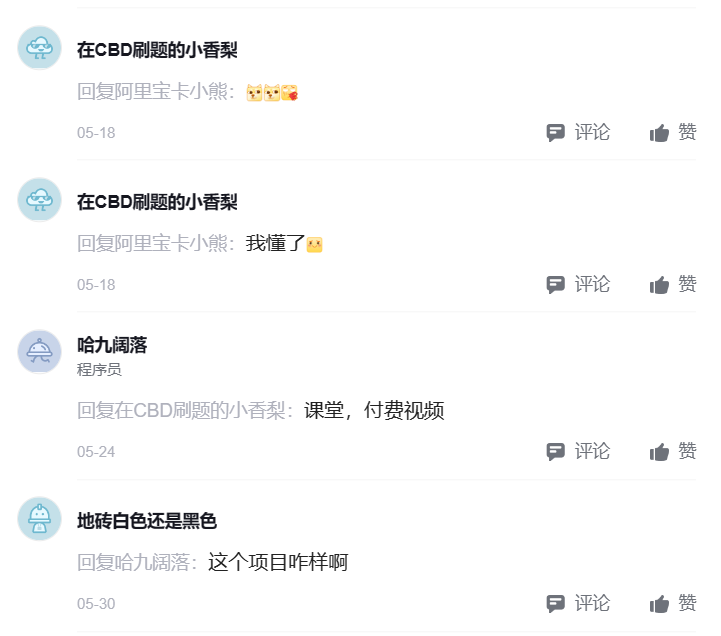 在CBD刷题的小香梨
回复阿里宝卡小熊：
05-18 评论 赞
在CBD刷题的小香梨
回复阿里宝卡小熊：我懂了
05-18 评论 赞
哈九阔落
程序员
回复在CBD刷题的小香梨：课堂，付费视频
05-24 评论 赞
地砖白色还是黑色
回复哈九阔落：这个项目咋样啊
05-30 评论 赞